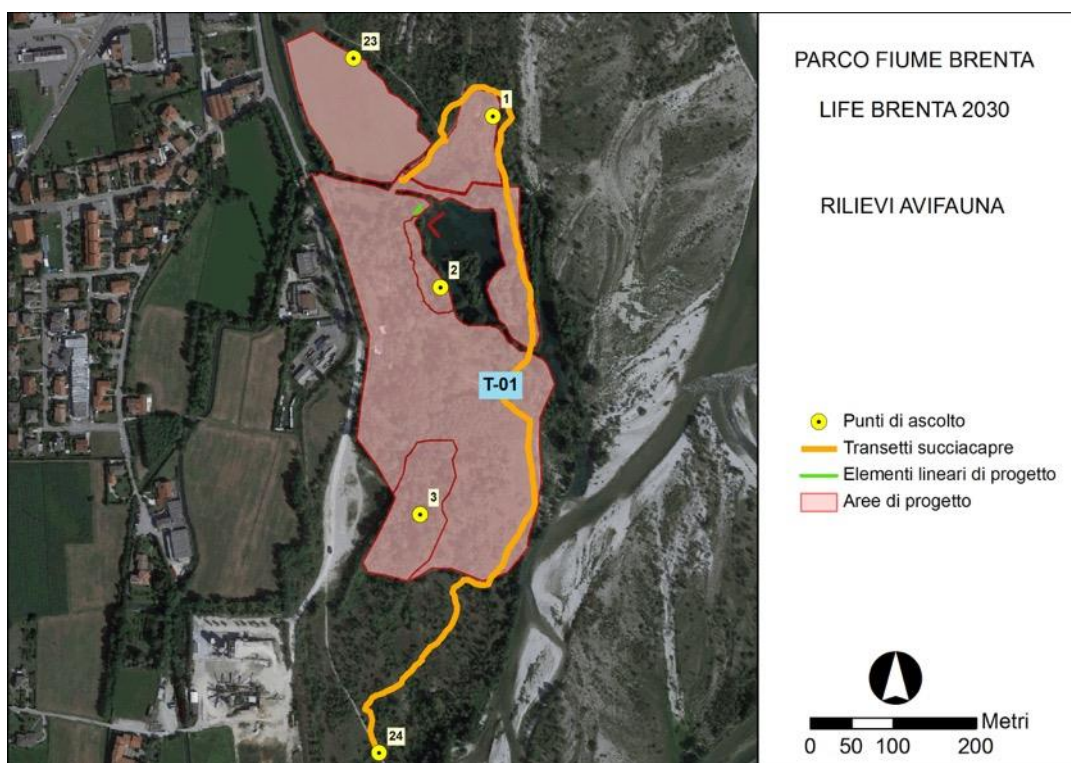 PARCO FIUME BRENTA
LIFE BRENTA 2030
RILIEVI AVIFAUNA
23
1
2
T-01
3
24
Punti di ascolto
Transetti succiacapre
Elementi lineari di progetto
Aree di progetto
Metri
0 50 100 200